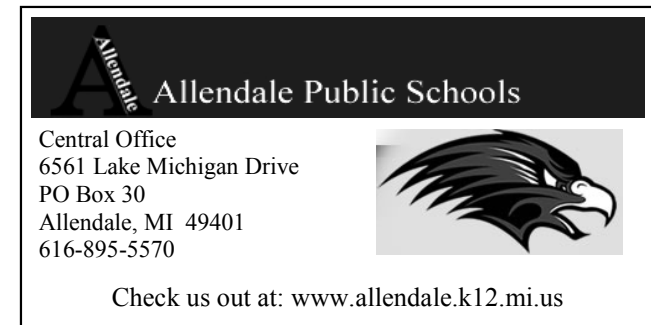 Allendale
Allendale Public Schools
Central Office
6561 Lake Michigan Drive
PO Box 30
Allendale, MI  49401
616-895-5570
Check us out at: www.allendale.k12.mi.us